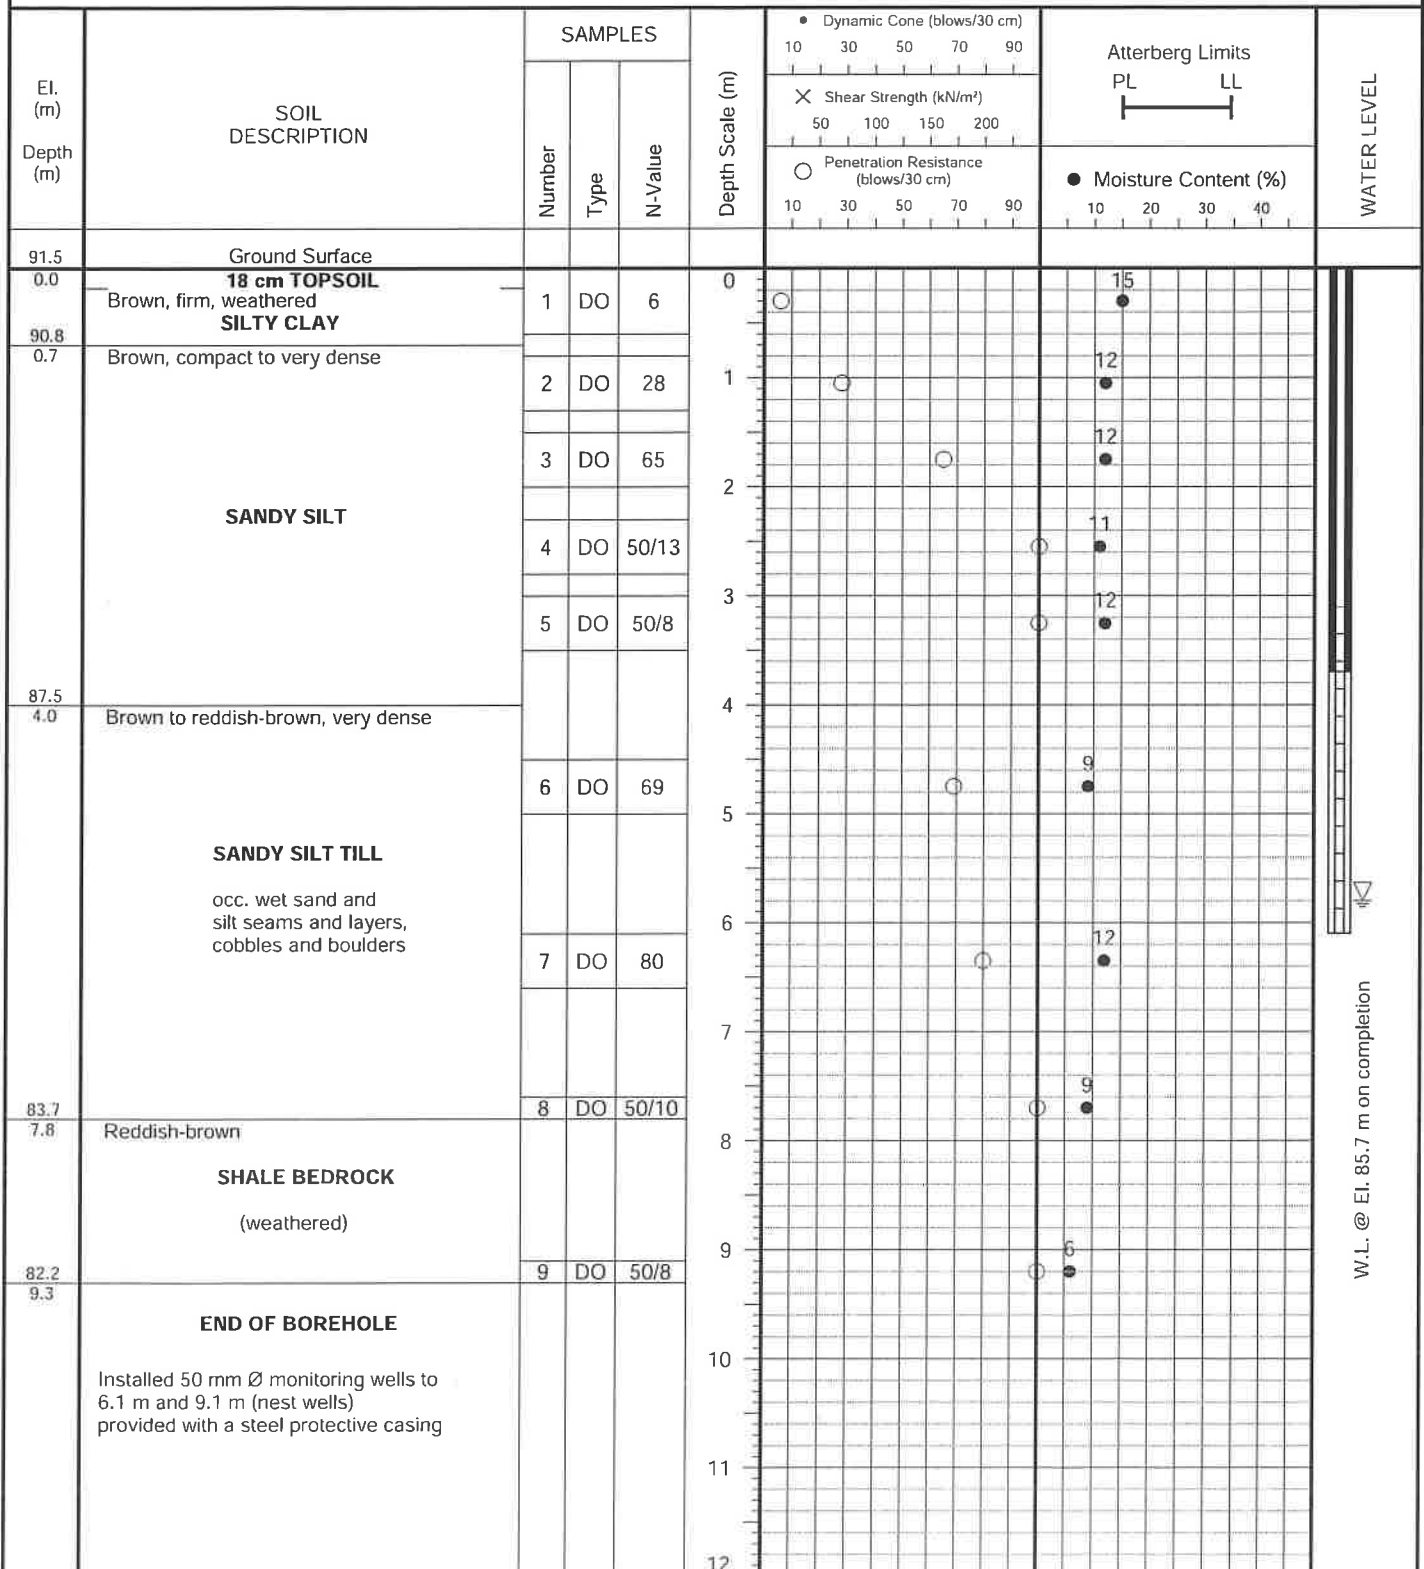 El.
(m)
Depth
(m)
SOIL
DESCRIPTION
SAMPLES
Number
Type
N-Value
Depth Scale (m)
• Dynamic Cone (blows/30 cm)
10 30 50 70 90
X Shear Strength (kN/m²)
50 100 150 200
O Penetration Resistance
(blows/30 cm)
10 30 50 70 90
Atterberg Limits
PL LL
● Moisture Content (%)
10 20 30 40
WATER LEVEL
91.5 Ground Surface
0.0 18 cm TOPSOIL 0 15
Brown, firm, weathered 1 DO 6
SILTY CLAY
90.8
0.7 Brown, compact to very dense 12
2 DO 28 1
12
3 DO 65
2
SANDY SILT 11
4 DO 50/13
3 12
5 DO 50/8
87.5
4.0 Brown to reddish-brown, very dense 4
9
6 DO 69
5
SANDY SILT TILL
occ. wet sand and
silt seams and layers,
cobbles and boulders
6
12
7 DO 80
7
9
83.7 8 DO 50/10
7.8 Reddish-brown 8
SHALE BEDROCK
(weathered)
9 6
82.2 9 DO 50/8
9.3
END OF BOREHOLE
10
Installed 50 mm Ø monitoring wells to
6.1 m and 9.1 m (nest wells)
provided with a steel protective casing
11
12
W.L. @ El. 85.7 m on completion